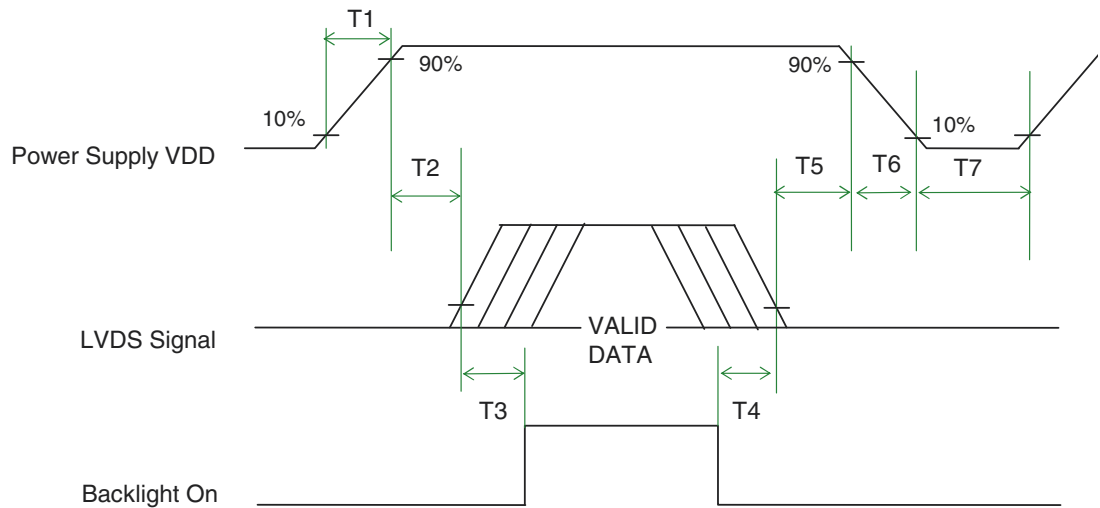 T1
90%
90%
10%
10%
Power Supply VDD
T2
T5
T6
T7
LVDS Signal
VALID
DATA
T3
T4
Backlight On